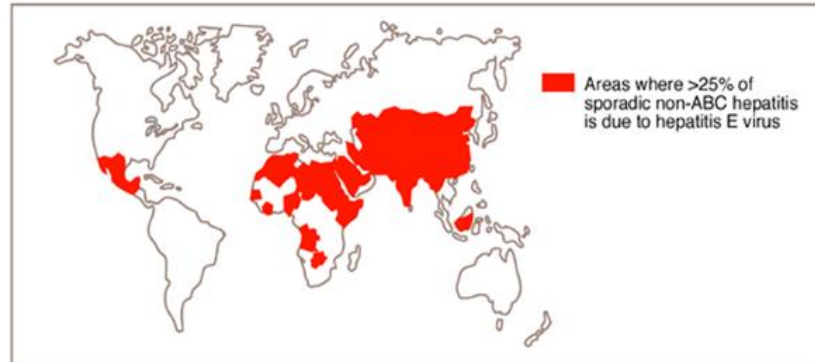 Areas where >25% of
sporadic non-ABC hepatitis
is due to hepatitis E virus